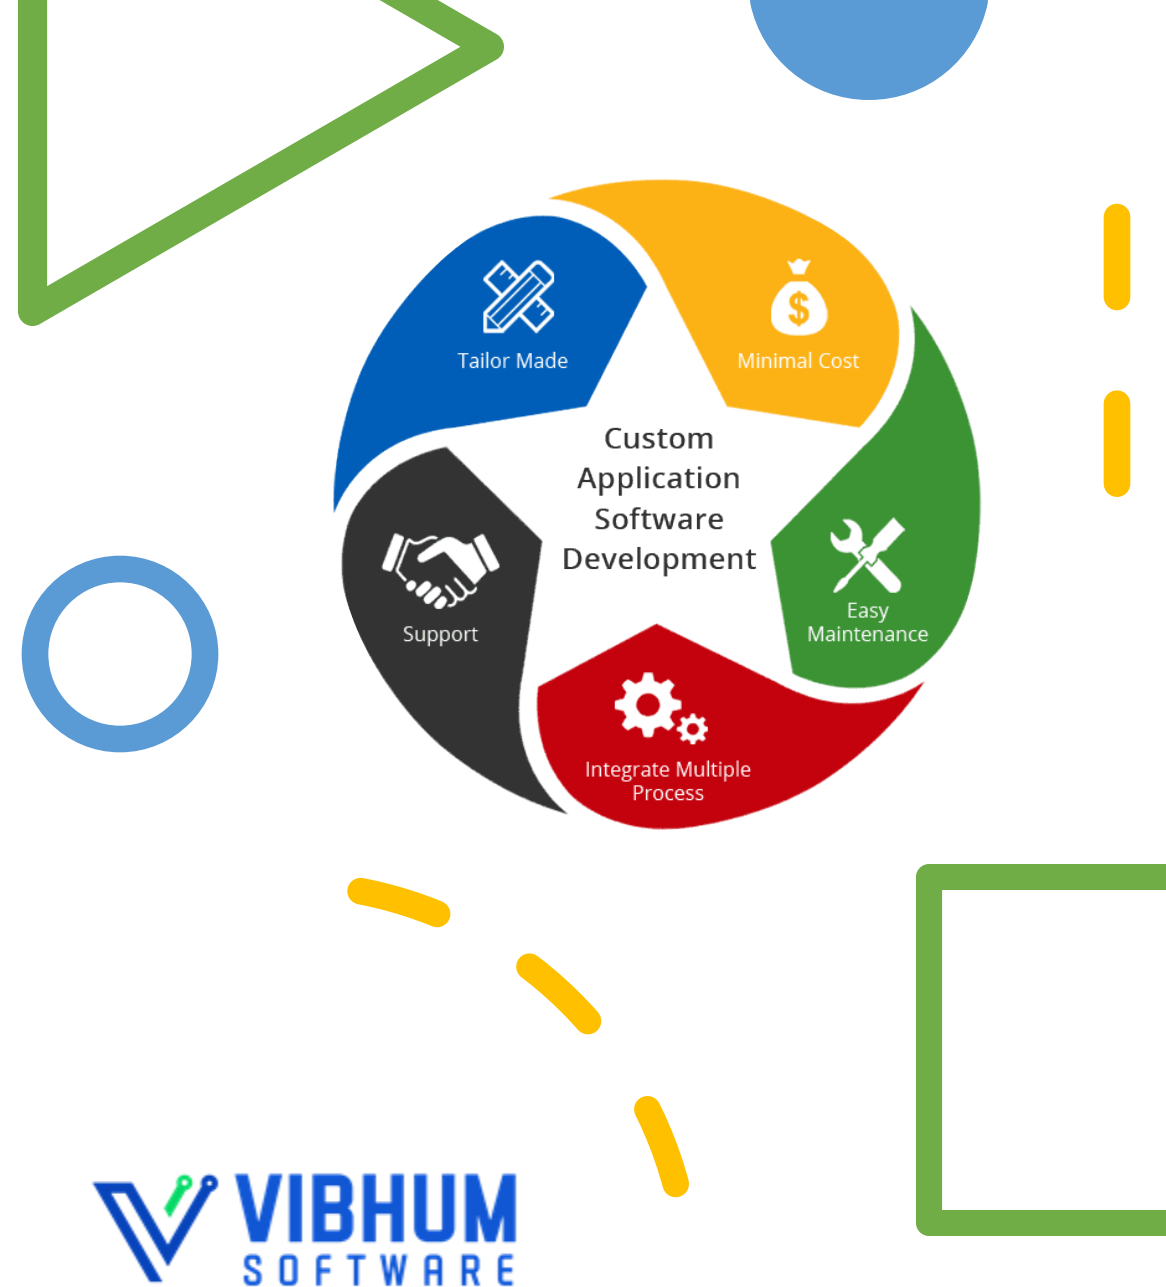 Tailor Made
Minimal Cost
Custom
Application
Software
Development
Easy
Maintenance
Support
Integrate Multiple
Process
VIBHUM
SOFTWARE